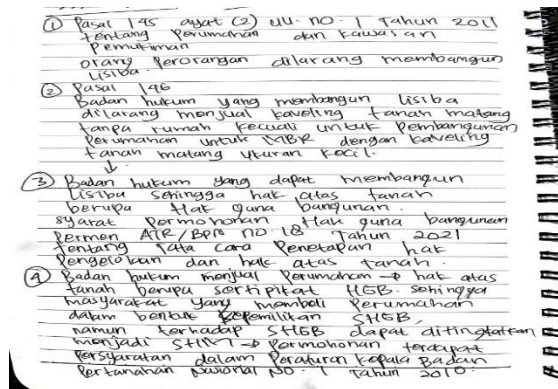 ① Pasal 145 ayat (2) UU. No. 1 Tahun 2011
tentang Perumahan dan Kawasan
Pemukiman
orang Perorangan dilarang membangun
Lisiba.
② Pasal 146
Badan hukum yang membangun Lisiba
dilarang menjual kaveling tanah matang
tanpa rumah kecuali untuk Pembangunan
Perumahan untuk MBR dengan kaveling
tanah matang ukuran kecil.
↓
③ Badan hukum yang dapat membangun
Lisiba sehingga hak atas tanah
berupa Hak guna bangunan.
syarat Permohonan Hak guna bangunan
Permen ATR/BPN NO. 18 Tahun 2021
tentang Tata Cara Penetapan hak
Pengelolaan dan hak atas tanah.
④ Badan hukum menjual Perumahan → hak atas
tanah berupa sertipikat HGB. sehingga
masyarakat yang membeli Perumahan
dalam bentuk kepemilikan SHGB,
namun terhadap SHGB dapat ditingkatkan
menjadi SHM → Permohonan terdapat
Persyaratan dalam Peraturan Kepala Badan
Pertanahan Nasional No. 1 Tahun 2010.